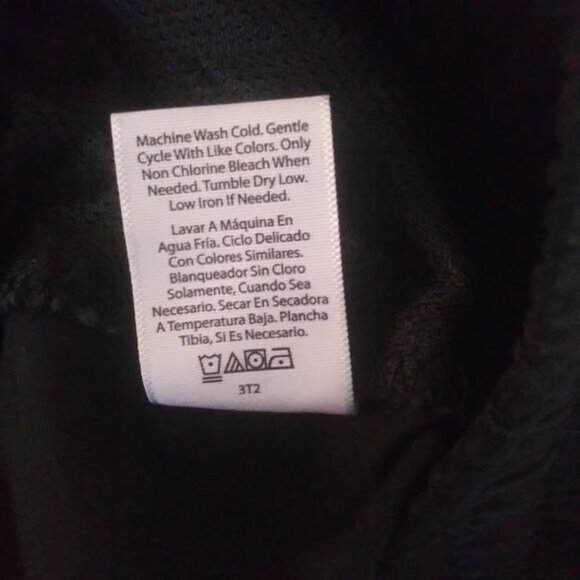 Machine Wash Cold. Gentle
Cycle With Like Colors. Only
Non Chlorine Bleach When
Needed. Tumble Dry Low.
Low Iron If Needed.
Lavar A Máquina En
Agua Fría. Ciclo Delicado
Con Colores Similares.
Blanqueador Sin Cloro
Solamente, Cuando Sea
Necesario. Secar En Secadora
A Temperatura Baja. Plancha
Tibia, Si Es Necesario.
3T2